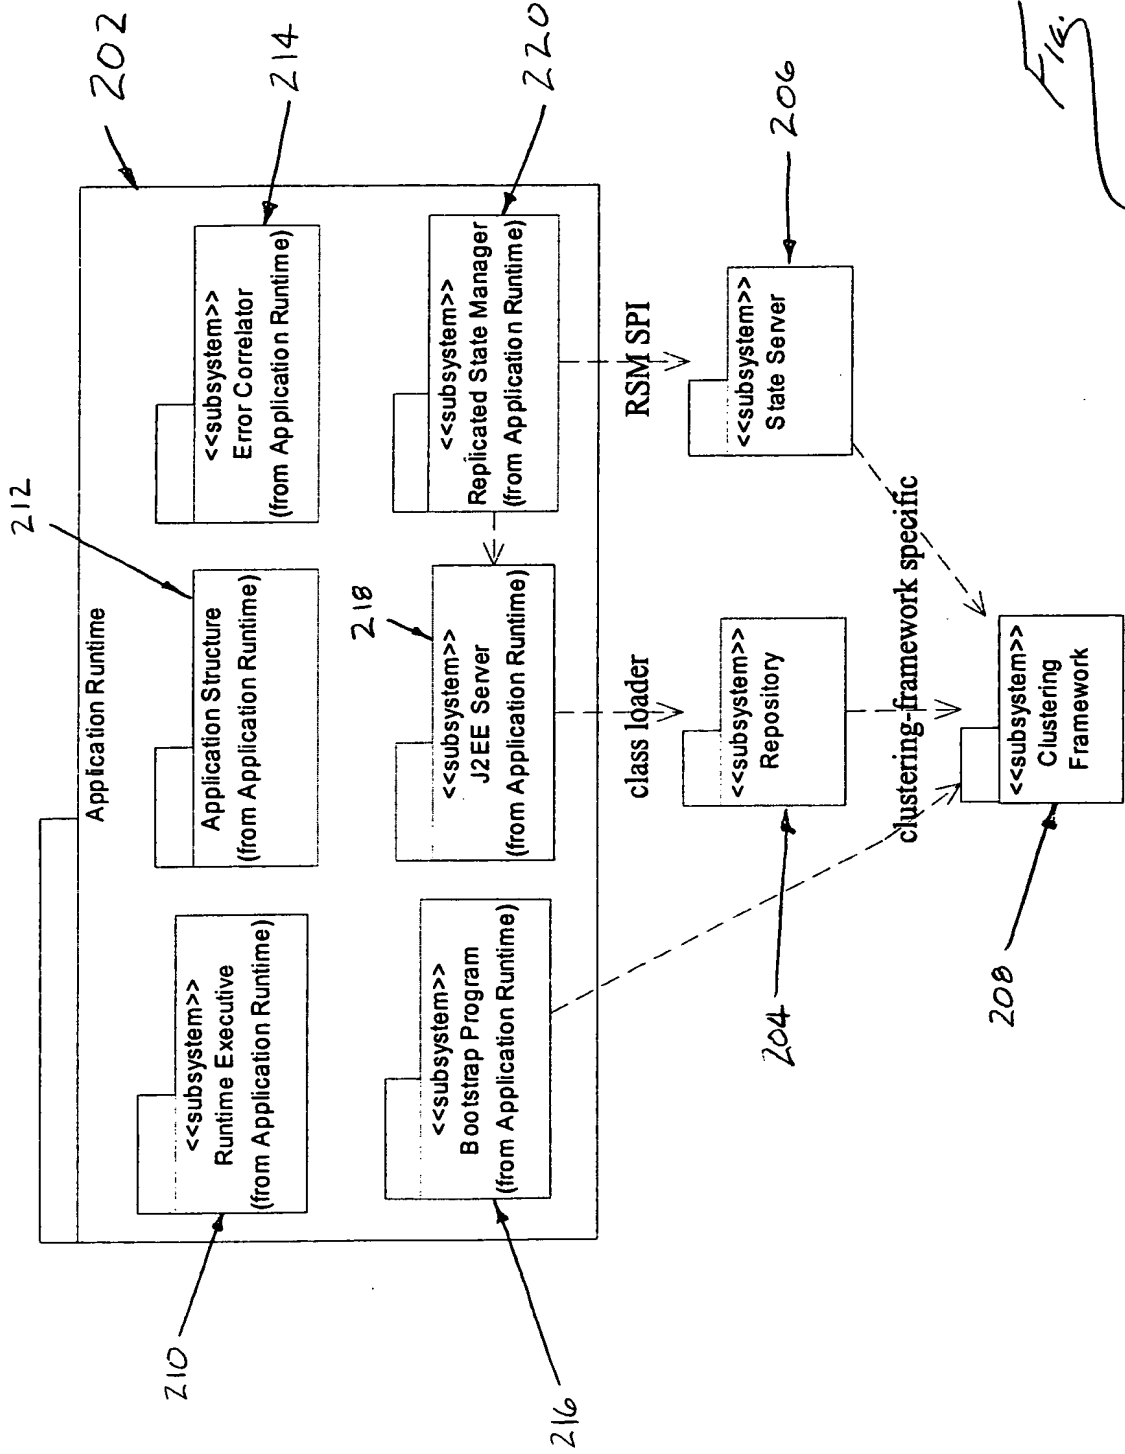 202
Application Runtime
212
214
<<subsystem>>
Runtime Executive
(from Application Runtime)
Application Structure
(from Application Runtime)
<<subsystem>>
Error Correlator
(from Application Runtime)
210
218
220
<<subsystem>>
Bootstrap Program
(from Application Runtime)
<<subsystem>>
J2EE Server
(from Application Runtime)
<<subsystem>>
Replicated State Manager
(from Application Runtime)
216
class loader
RSM SPI
204
<<subsystem>>
Repository
<<subsystem>>
State Server
206
clustering-framework specific
208
<<subsystem>>
Clustering
Framework
FIG.